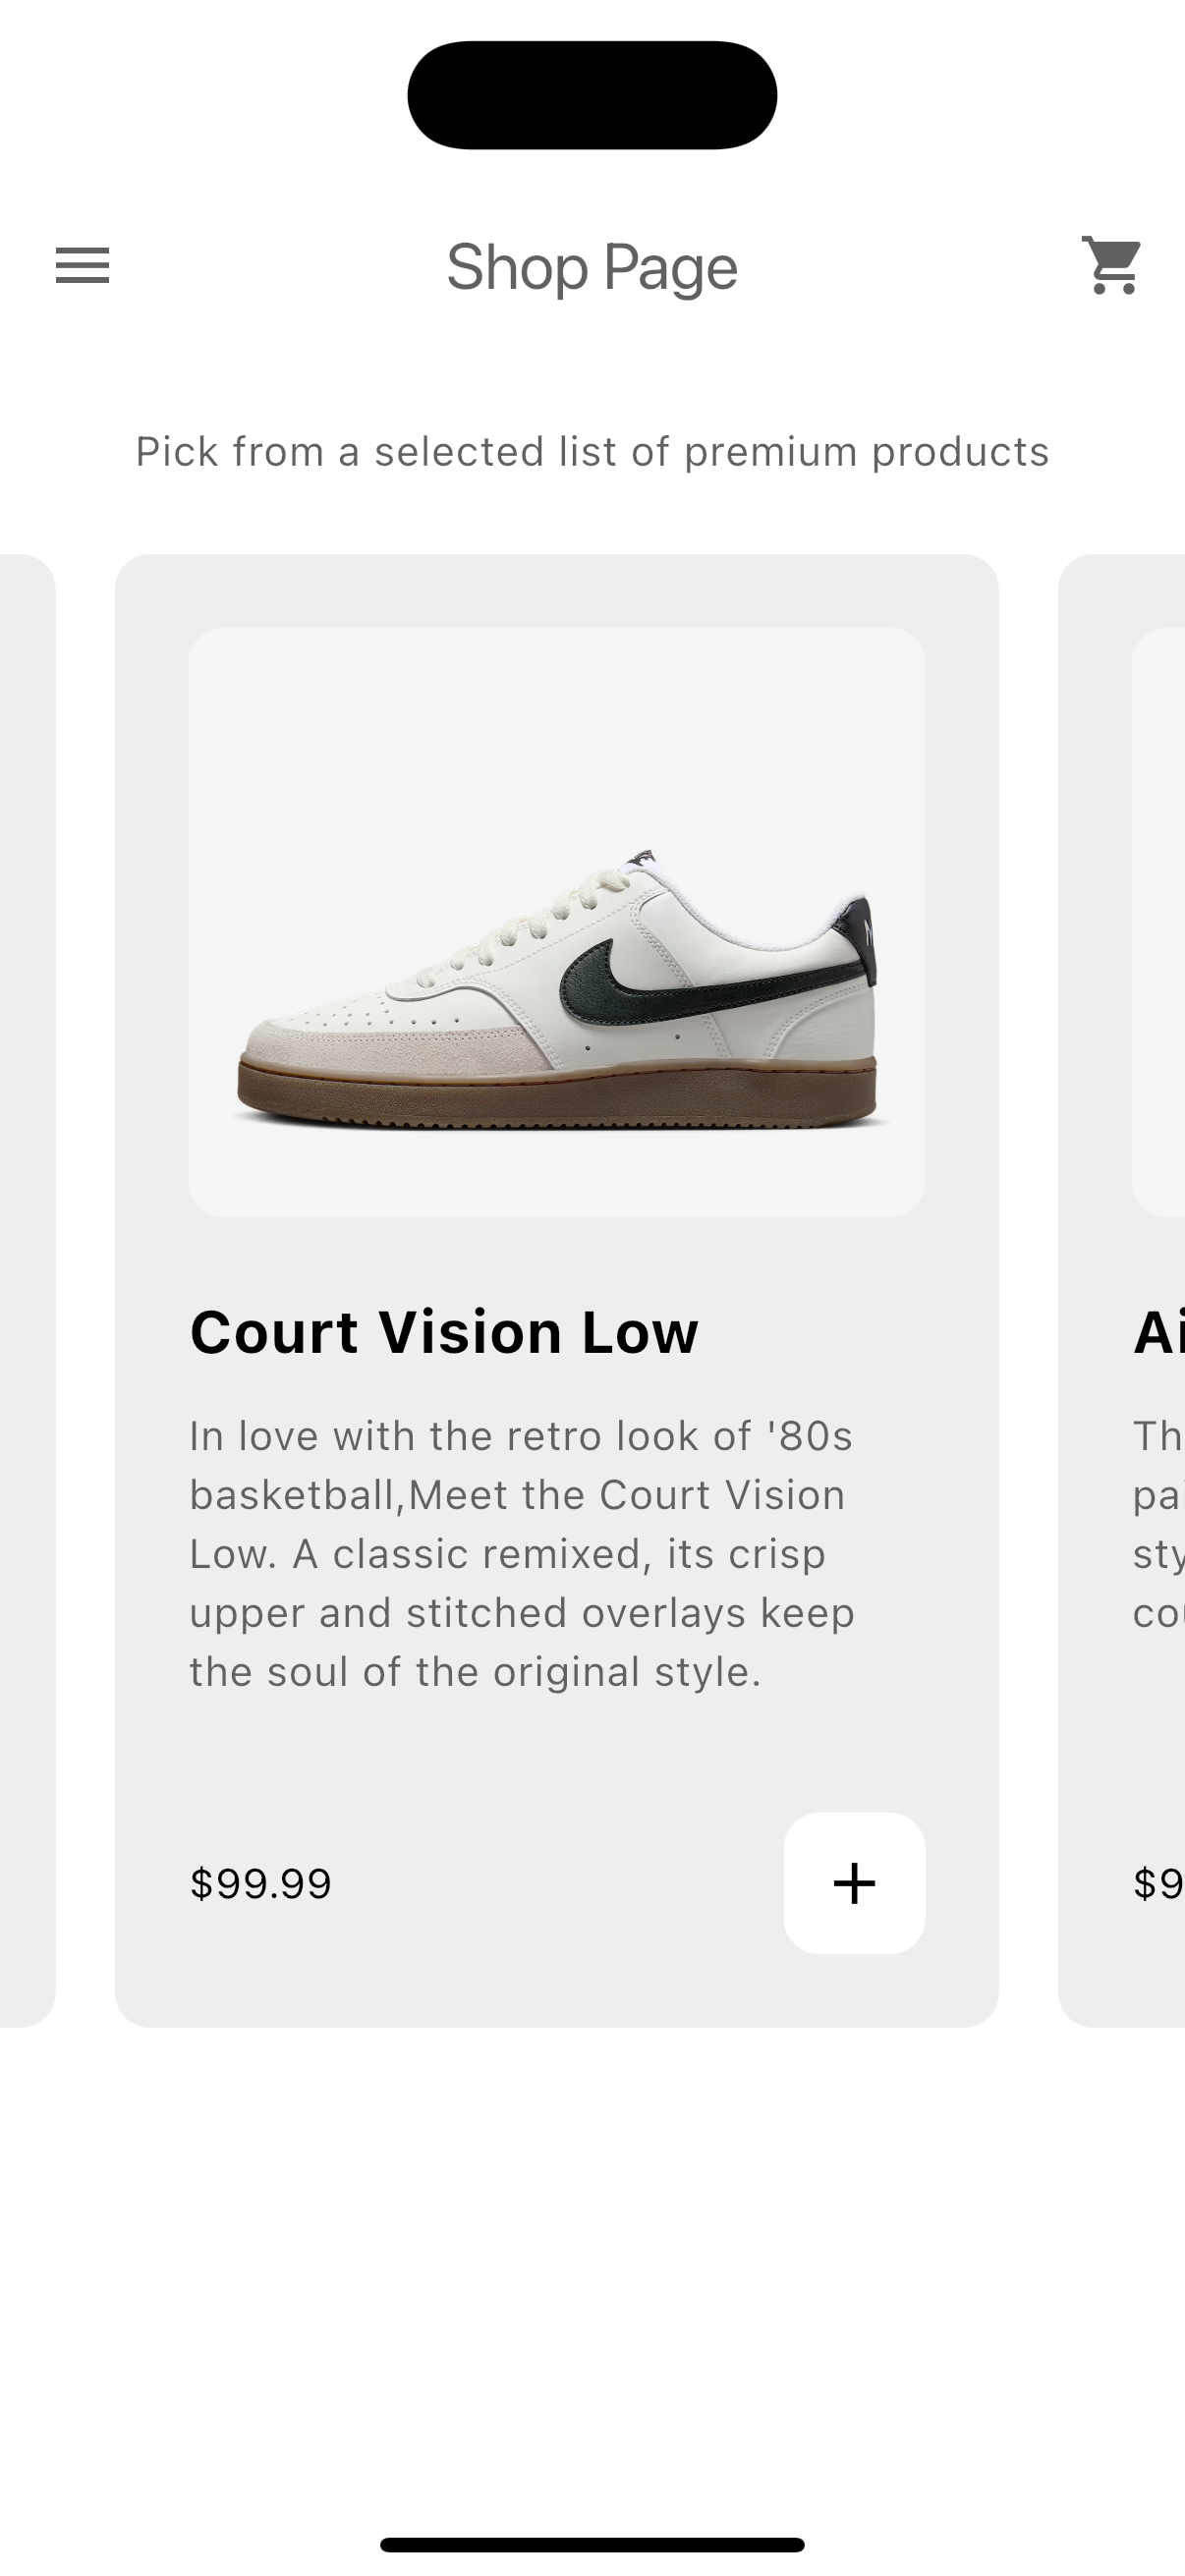 Shop Page
Pick from a selected list of premium products
Court Vision Low
In love with the retro look of '80s
basketball,Meet the Court Vision
Low. A classic remixed, its crisp
upper and stitched overlays keep
the soul of the original style.
$99.99
Ai
Th
pai
sty
cou
$9